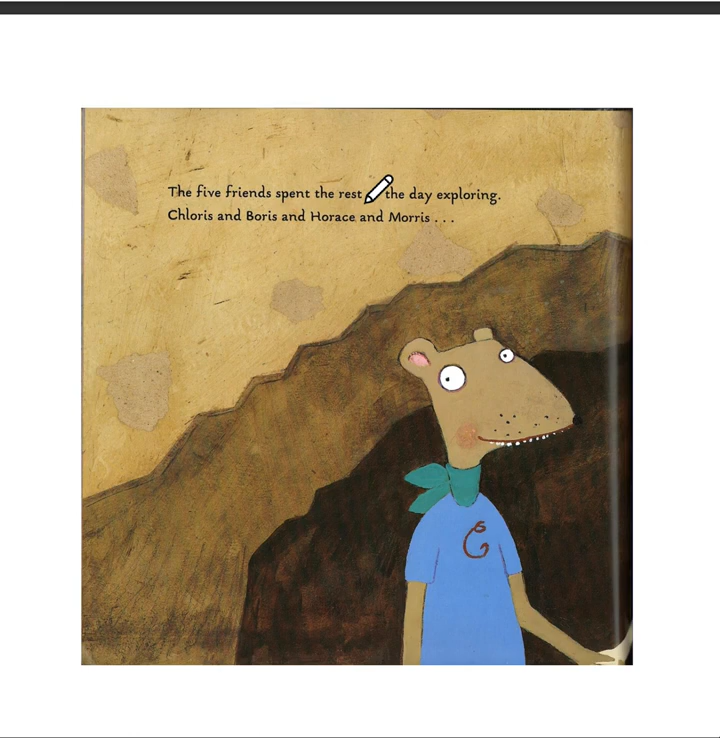 The five friends spent the rest the day exploring.
Chloris and Boris and Horace and Morris . . .
C